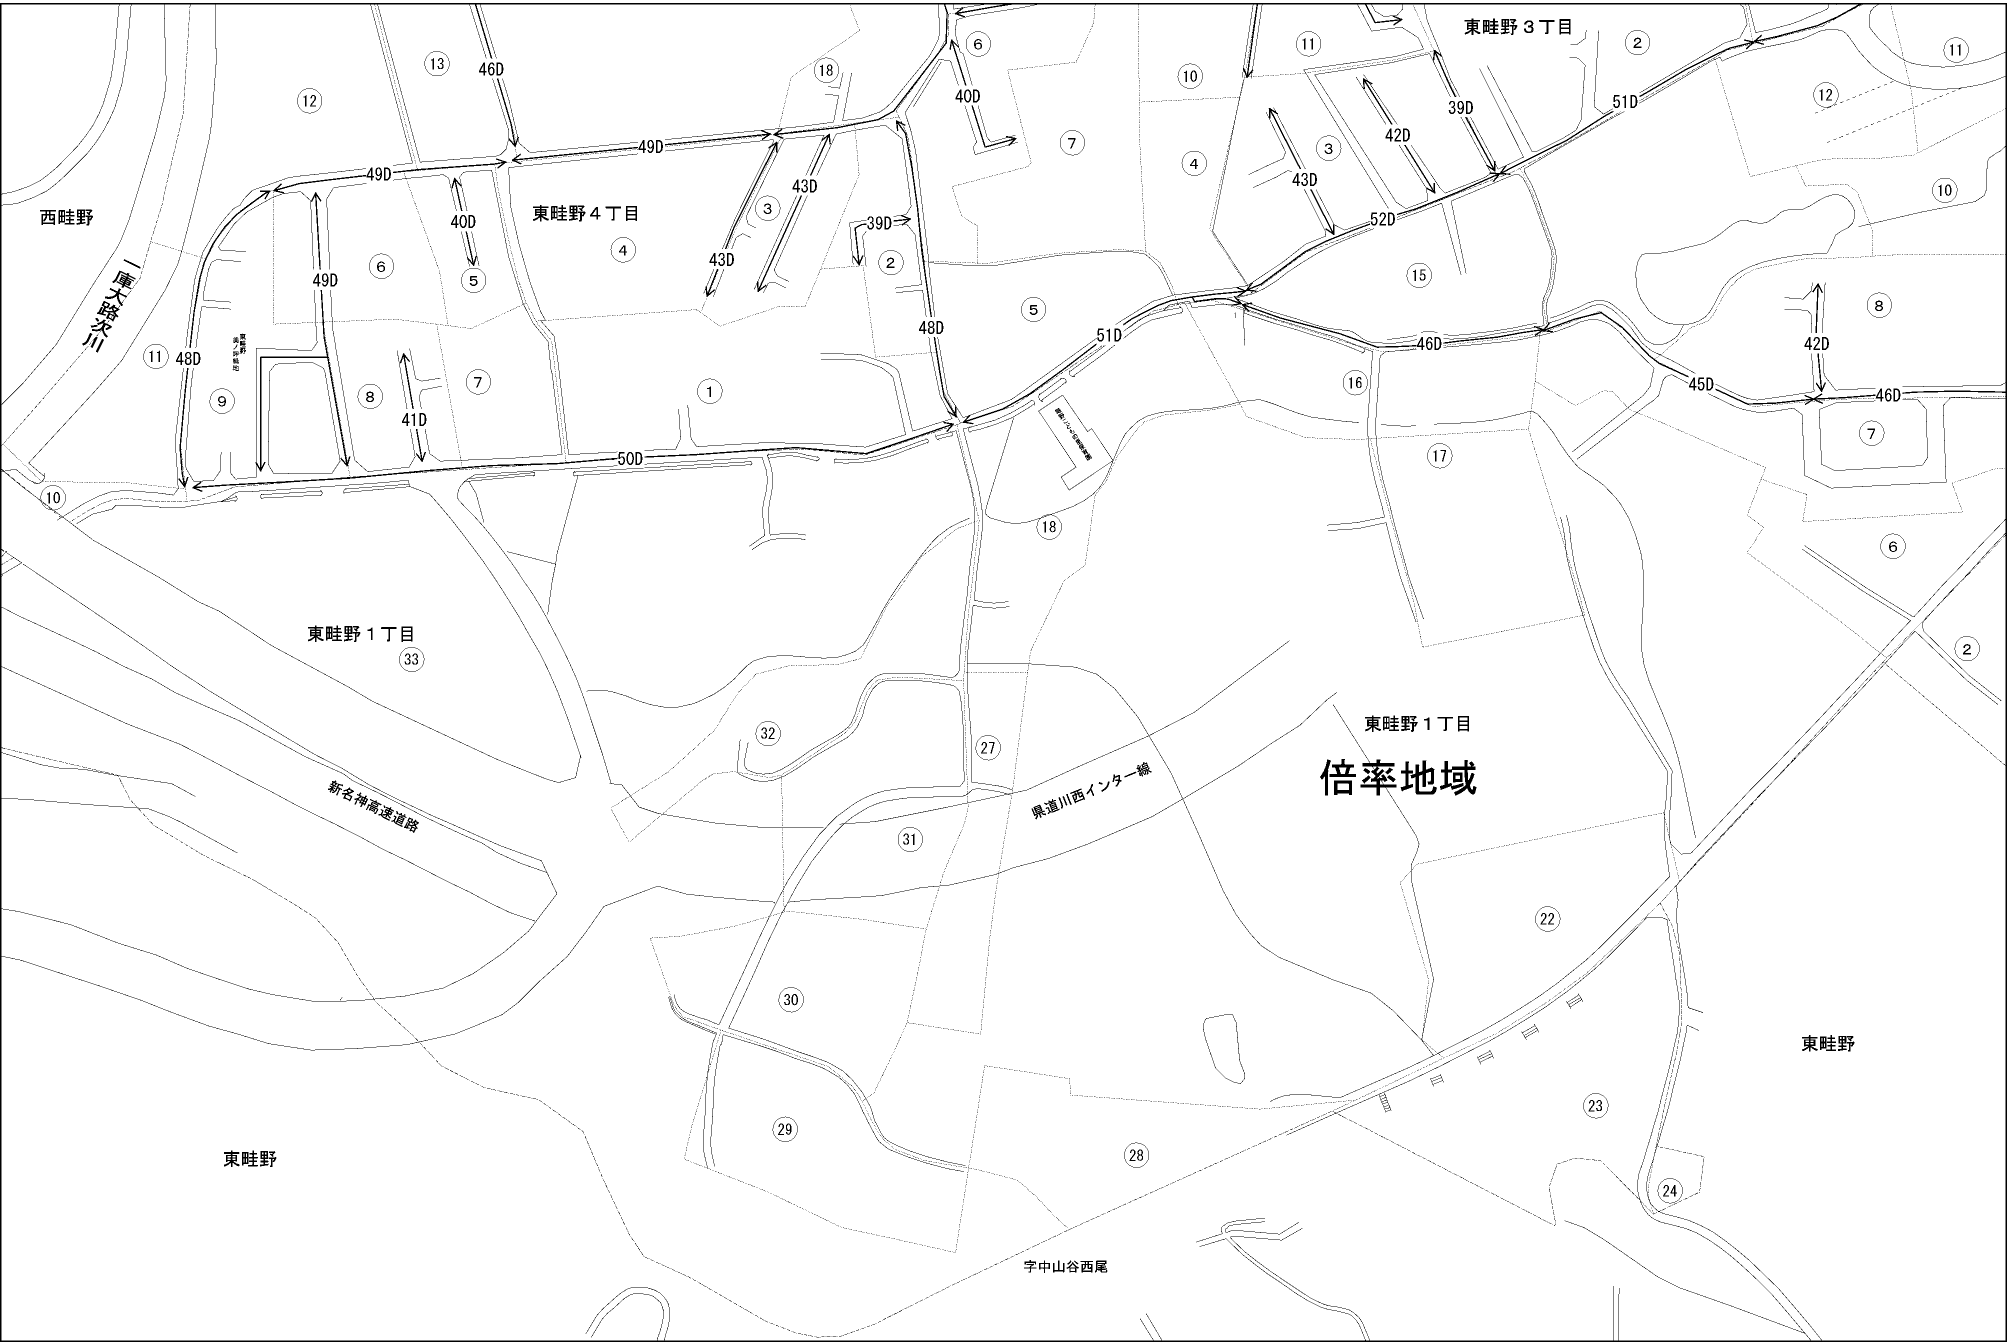 東畦野３丁目
⑥
②
⑪
⑪
⑬
46D
⑱
⑩
⑫
⑫
40D
39D
51D
42D
49D
⑦
③
④
49D
43D
43D
⑩
西畦野
40D
東畦野４丁目
③
39D
52D
④
②
⑥
⑤
49D
43D
15
⑧
一庫大路次川
⑤
48D
51D
46D
42D
⑪
48D
⑯
⑦
45D
46D
⑨
⑧
①
41D
⑦
50D
⑰
⑩
⑱
⑥
東畦野１丁目
㉝
②
東畦野１丁目
㉜
㉗
倍率地域
新名神高速道路
県道川西インター線
㉛
㉒
㉚
東畦野
㉙
㉓
東畦野
㉘
㉔
字中山谷西尾